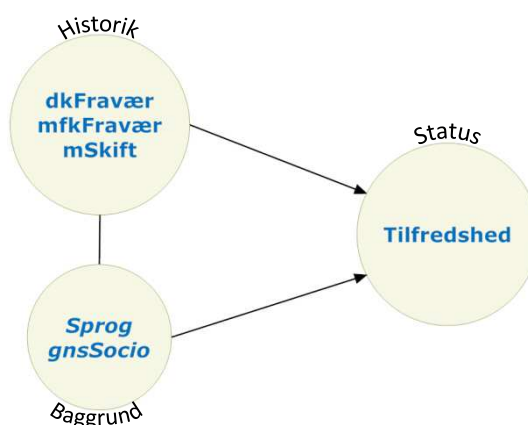 Historik
dkFravær
mfkFravær
mSkift
Status
Tilfredshed
Sprog
gnsSocio
Baggrund